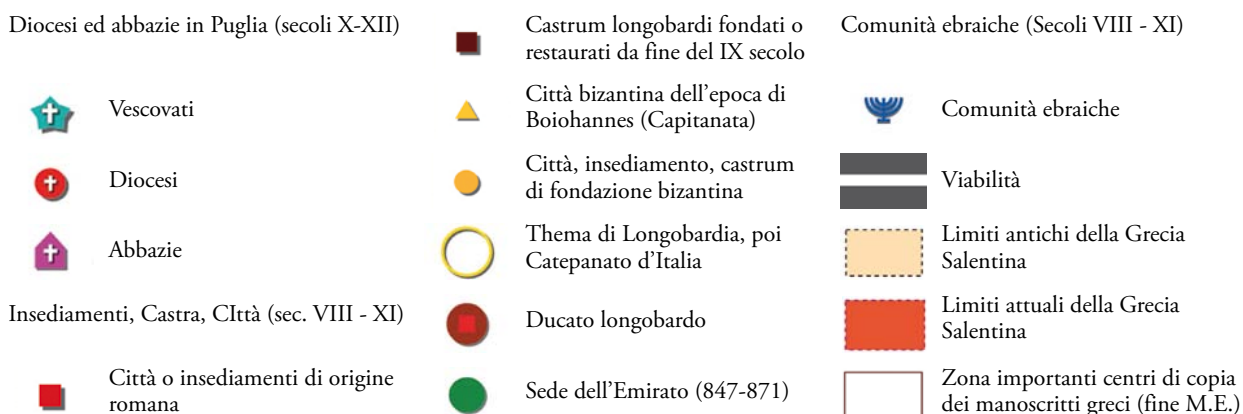 Diocesi ed abbazie in Puglia (secoli X-XII)
Vescovati
Diocesi
Abbazie
Insediamenti, Castra, CIttà (sec. VIII - XI)
Città o insediamenti di origine
romana
Castrum longobardi fondati o
restaurati da fine del IX secolo
Città bizantina dell'epoca di
Boiohannes (Capitanata)
Città, insediamento, castrum
di fondazione bizantina
Thema di Longobardia, poi
Catepanato d'Italia
Ducato longobardo
Sede dell'Emirato (847-871)
Comunità ebraiche (Secoli VIII - XI)
Comunità ebraiche
Viabilità
Limiti antichi della Grecia
Salentina
Limiti attuali della Grecia
Salentina
Zona importanti centri di copia
dei manoscritti greci (fine M.E.)